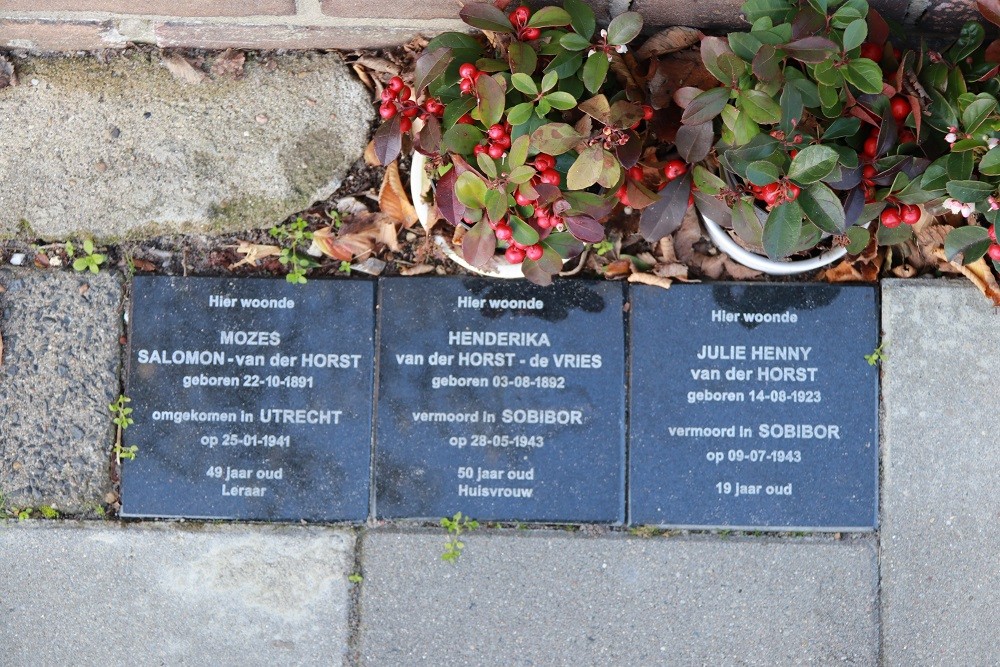 Hier woonde
MOZES
SALOMON - van der HORST
geboren 22-10-1891
omgekomen in UTRECHT
op 25-01-1941
49 jaar oud
Leraar
Hier woonde
HENDERIKA
van der HORST - de VRIES
geboren 03-08-1892
vermoord in SOBIBOR
op 28-05-1943
50 jaar oud
Huisvrouw
Hier woonde
JULIE HENNY
van der HORST
geboren 14-08-1923
vermoord in SOBIBOR
op 09-07-1943
19 jaar oud